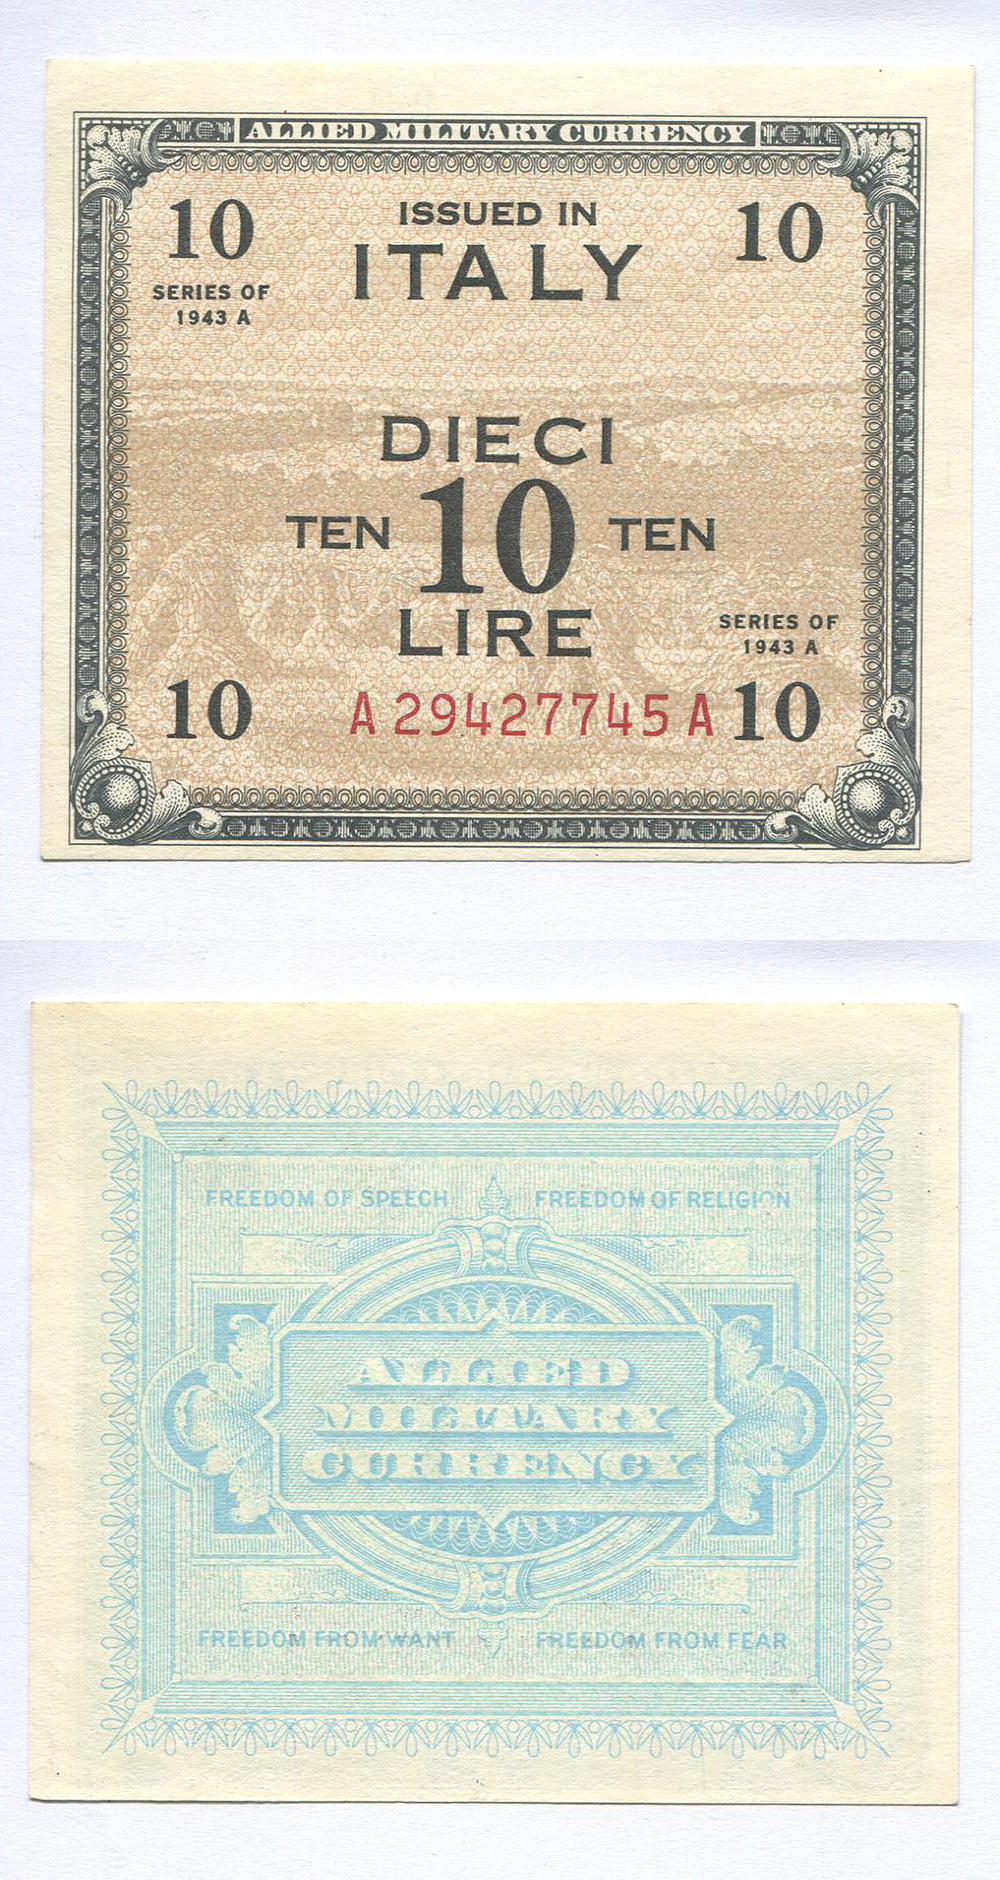 ALLIED MILITARY CURRENCY
10 ISSUED IN 10
ITALY
SERIES OF
1943 A
DIECI
TEN 10 TEN
LIRE
SERIES OF
1943 A
10 A 29427745 A 10
FREEDOM OF SPEECH FREEDOM OF RELIGION
ALLIED
MILITARY
CURRENCY
FREEDOM FROM WANT FREEDOM FROM FEAR